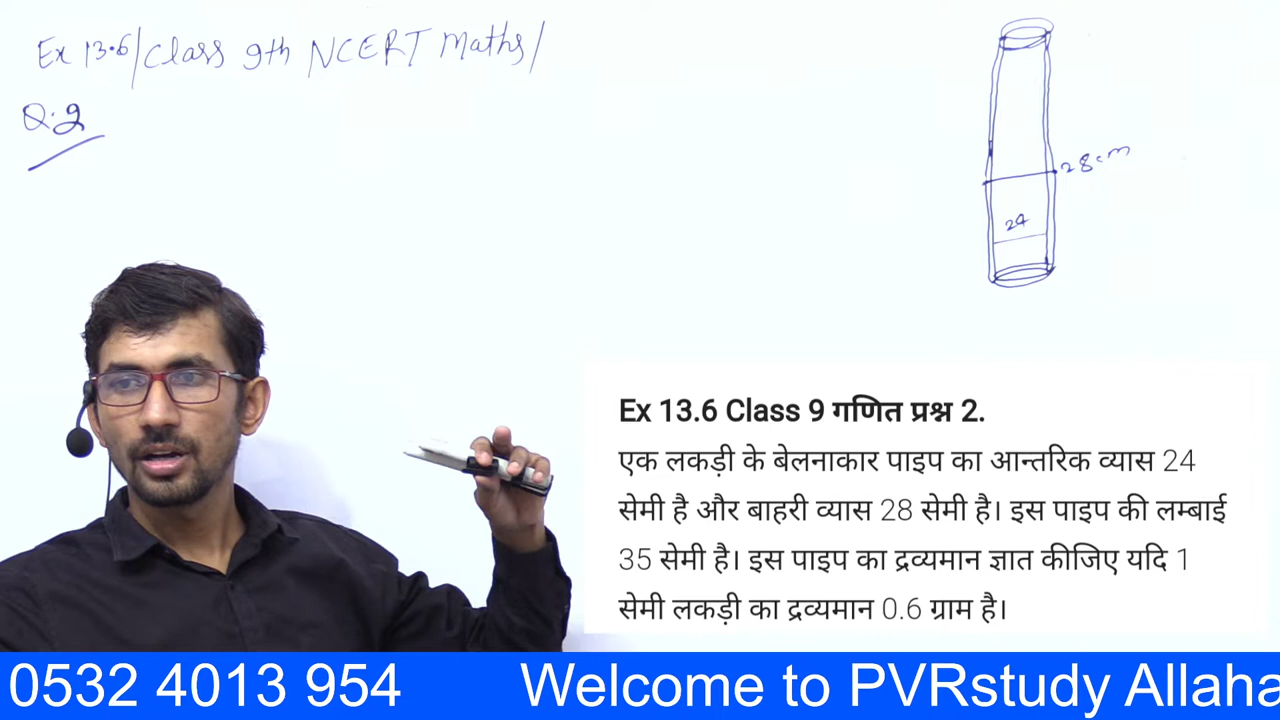 Ex 13.6/Class 9th NCERT Maths/
Q.2
28cm
24
Ex 13.6 Class 9 गणित प्रश्न 2.
एक लकड़ी के बेलनाकार पाइप का आन्तरिक व्यास 24
सेमी है और बाहरी व्यास 28 सेमी है। इस पाइप की लम्बाई
35 सेमी है। इस पाइप का द्रव्यमान ज्ञात कीजिए यदि 1
सेमी लकड़ी का द्रव्यमान 0.6 ग्राम है।
0532 4013 954 Welcome to PVRstudy Allaha